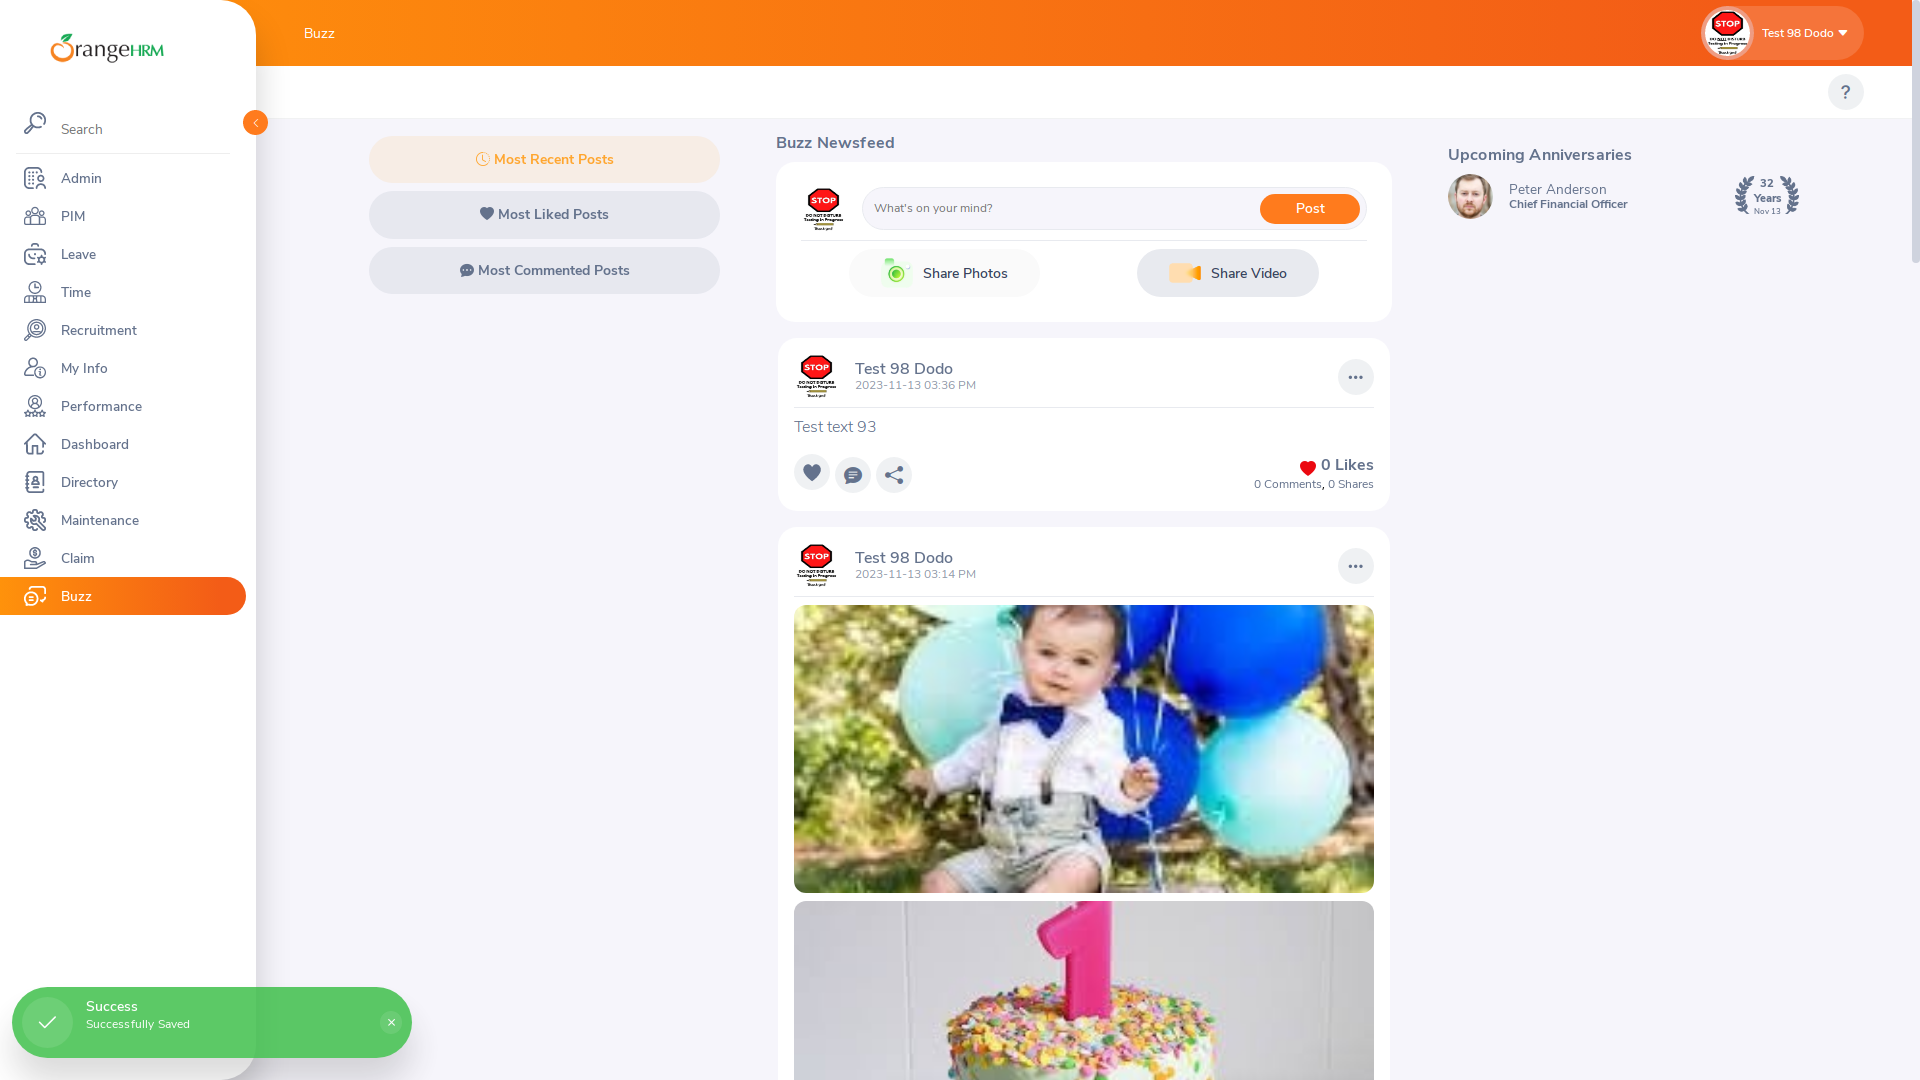 Buzz
Test 98 Dodo
OrangeHRM
?
Search
Admin
PIM
Leave
Time
Recruitment
My Info
Performance
Dashboard
Directory
Maintenance
Claim
Buzz
Most Recent Posts
Most Liked Posts
Most Commented Posts
Buzz Newsfeed
STOP
What's on your mind?
Post
Share Photos
Share Video
STOP
Test 98 Dodo
2023-11-13 03:36 PM
Test text 93
0 Likes
0 Comments, 0 Shares
STOP
Test 98 Dodo
2023-11-13 03:14 PM
1
Upcoming Anniversaries
Peter Anderson
Chief Financial Officer
32
Years
Nov 13
Success
Successfully Saved